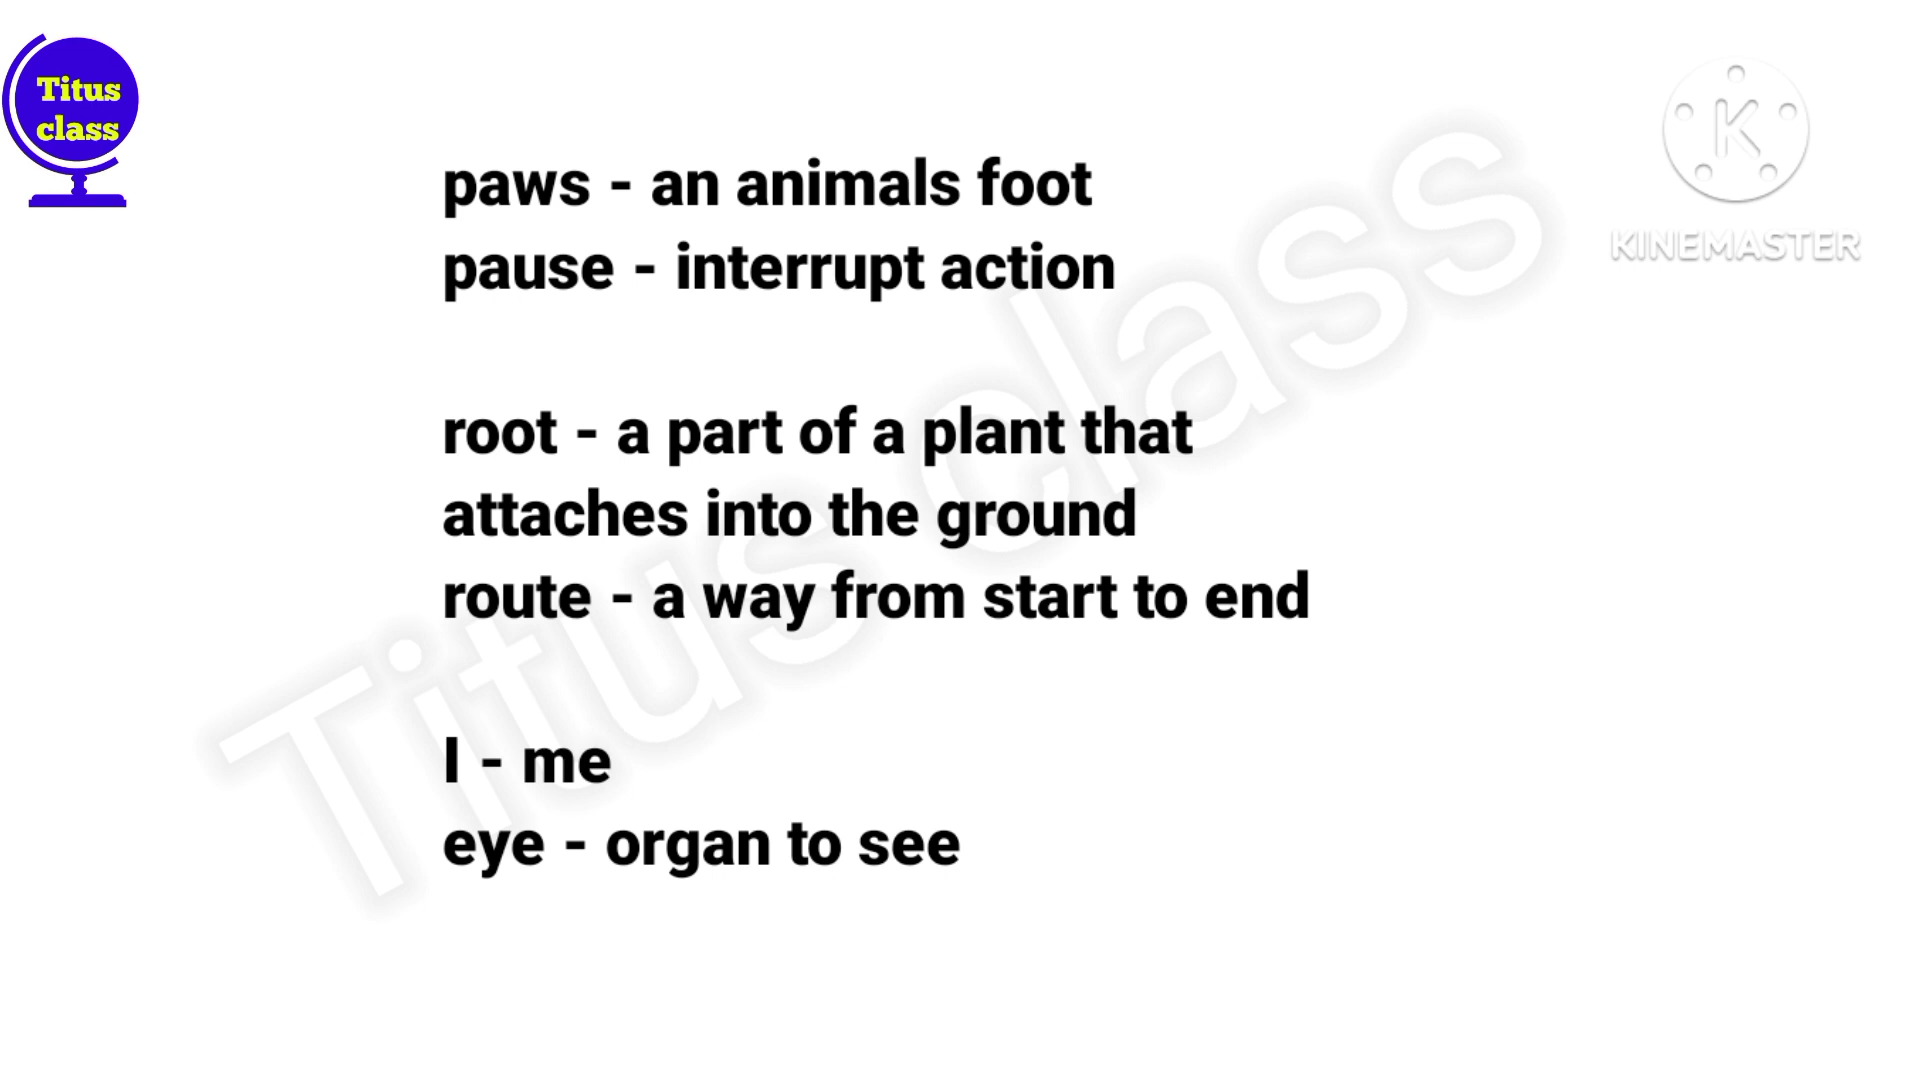 Titus
class
K
KINEMASTER
paws - an animals foot
pause - interrupt action
root - a part of a plant that
attaches into the ground
route - a way from start to end
I - me
eye - organ to see
Titus class